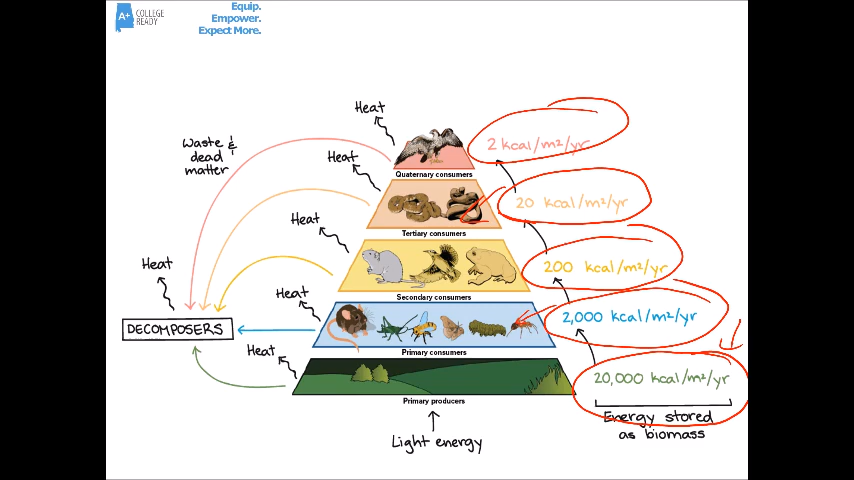 A+ COLLEGE
READY
Equip.
Empower.
Expect More.
Heat
2 kcal/m²/yr
Waste &
dead
matter
Heat
Quaternary consumers
20 kcal/m²/yr
Heat
Tertiary consumers
Heat
200 kcal/m²/yr
Secondary consumers
Heat
2,000 kcal/m²/yr
DECOMPOSERS
Primary consumers
Heat
20,000 kcal/m²/yr
Primary producers
Energy stored
as biomass
Light energy